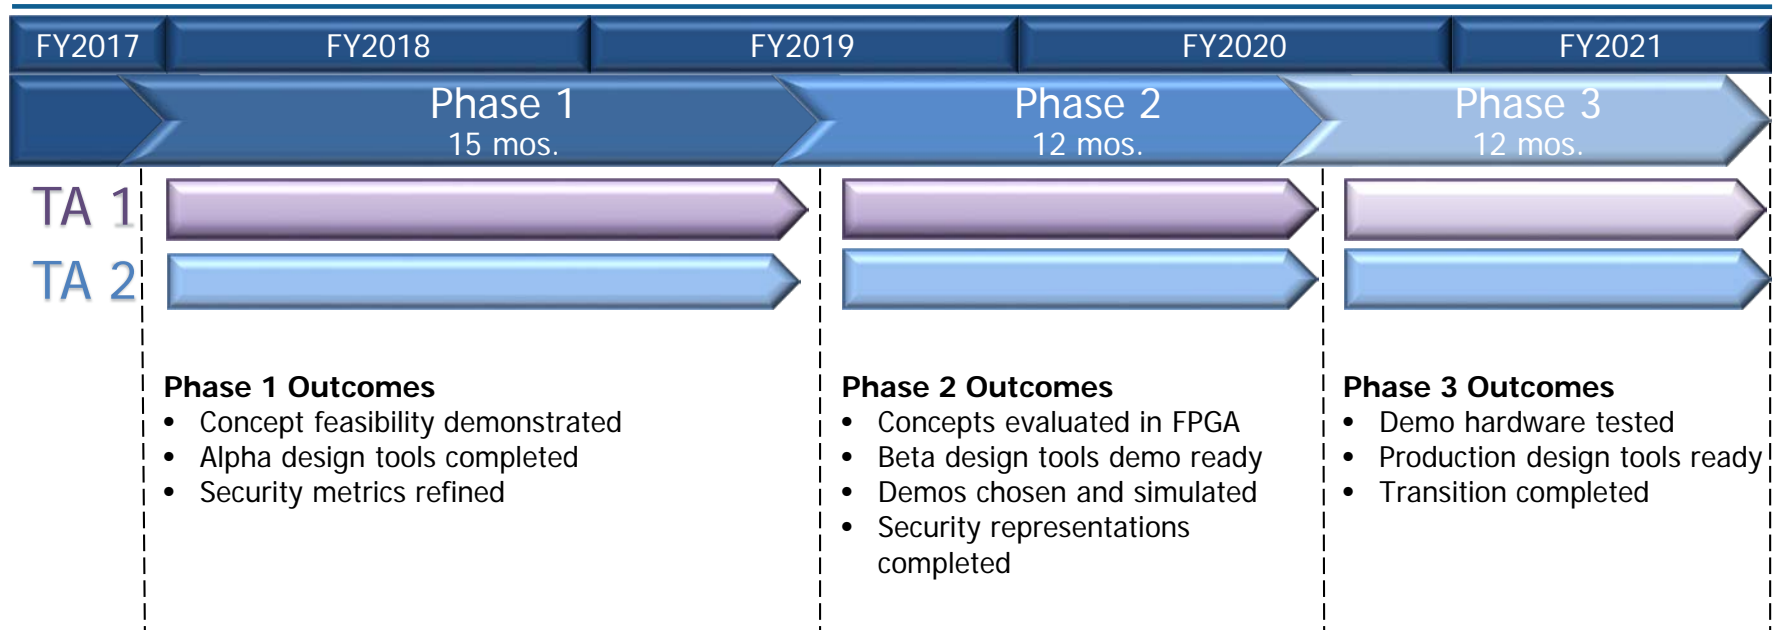 FY2017 FY2018 FY2019 FY2020 FY2021
Phase 1 Phase 2 Phase 3
15 mos. 12 mos. 12 mos.
TA 1
TA 2
Phase 1 Outcomes
• Concept feasibility demonstrated
• Alpha design tools completed
• Security metrics refined
Phase 2 Outcomes
• Concepts evaluated in FPGA
• Beta design tools demo ready
• Demos chosen and simulated
• Security representations
completed
Phase 3 Outcomes
• Demo hardware tested
• Production design tools ready
• Transition completed